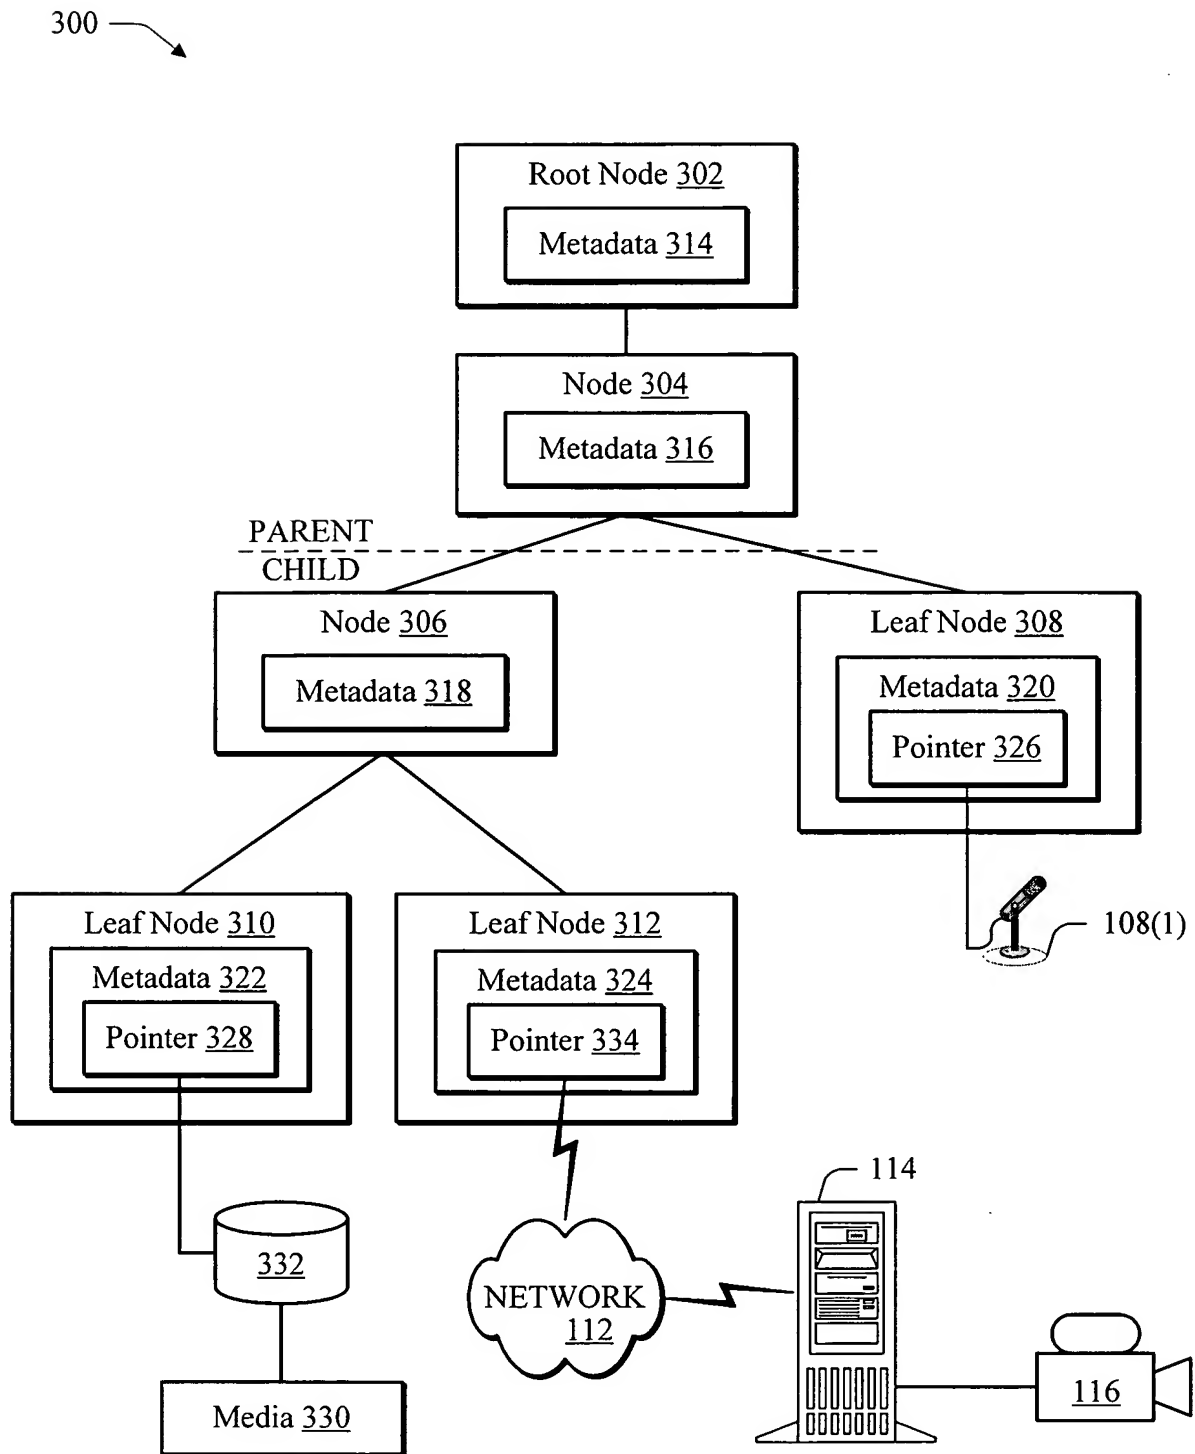 300
Root Node 302
Metadata 314
Node 304
Metadata 316
PARENT
CHILD
Node 306
Metadata 318
Leaf Node 308
Metadata 320
Pointer 326
108(1)
Leaf Node 310
Metadata 322
Pointer 328
Leaf Node 312
Metadata 324
Pointer 334
114
332
NETWORK
112
116
Media 330